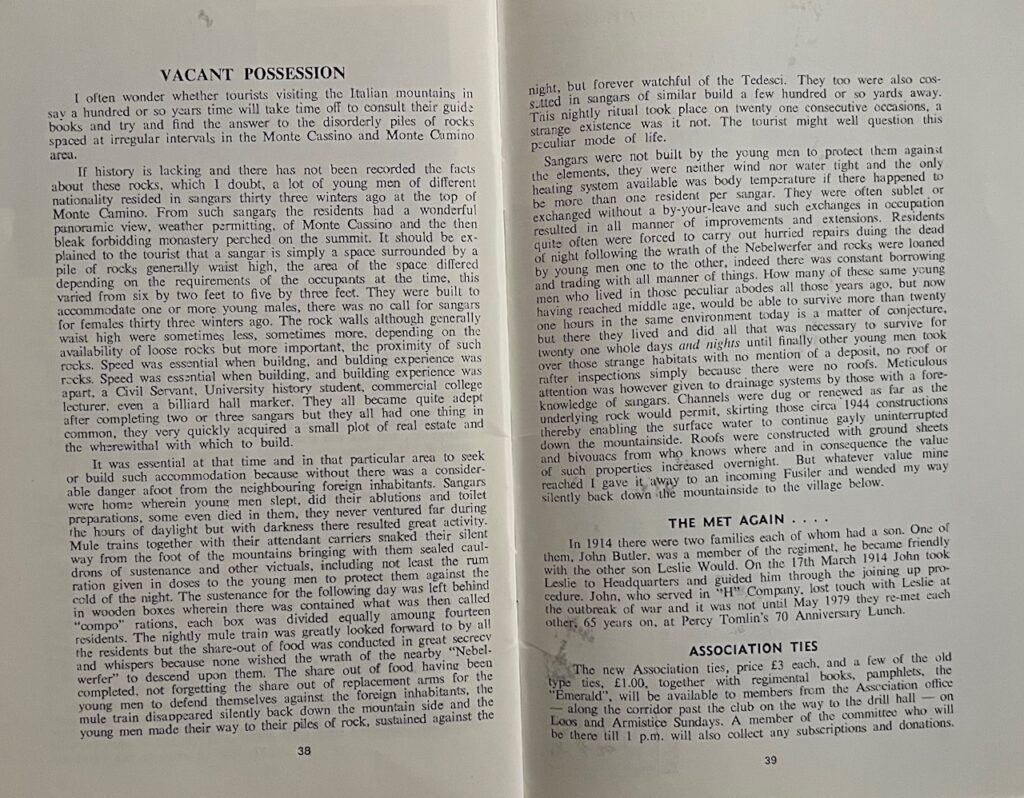 VACANT POSSESSION
I often wonder whether tourists visiting the Italian mountains in
say a hundred or so years time will take time off to consult their guide
books and try and find the answer to the disorderly piles of rocks
spaced at irregular intervals in the Monte Cassino and Monte Camino
area.
If history is lacking and there has not been recorded the facts
about these rocks, which I doubt, a lot of young men of different
nationality resided in sangars thirty three winters ago at the top of
Monte Camino. From such sangars the residents had a wonderful
panoramic view, weather permitting, of Monte Cassino and the then
bleak forbidding monastery perched on the summit. It should be ex-
plained to the tourist that a sangar is simply a space surrounded by a
pile of rocks generally waist high, the area of the space differed
depending on the requirements of the occupants at the time, this
varied from six by two feet to five by three feet. They were built to
accommodate one or more young males, there was no call for sangars
for females thirty three winters ago. The rock walls although generally
waist high were sometimes less, sometimes more, depending on the
availability of loose rocks but more important, the proximity of such
rocks. Speed was essential when buildng, and bulding experience was
rocks. Speed was essential when building, and building experience was
apart, a Civil Servant, University history student, commercial college
lecturer, even a billiard hall marker. They all became quite adept
after completing two or three sangars but they all had one thing in
common, they very quickly acquired a small plot of real estate and
the wherewithal with which to build.
It was essential at that time and in that particular area to seek
or build such accommodation because without there was a consider-
able danger afoot from the neighbouring foreign inhabitants. Sangars
were home wherein young men slept, did their ablutions and toilet
preparations, some even died in them, they never ventured far during
the hours of daylight but with darkness there resulted great activity.
Mule trains together with their attendant carriers snaked their silent
way from the foot of the mountains bringing with them sealed caul-
drons of sustenance and other victuals, including not least the rum
ration given in doses to the young men to protect them against the
cold of the night. The sustenance for the following day was left behind
in wooden boxes wherein there was contained what was then called
"compo" rations, each box was divided equally amoung fourteen
residents. The nightly mule train was greatly looked forward to by all
the residents but the share-out of food was conducted in great secrecy
and whispers because none wished the wrath of the nearby "Nebel-
werfer" to descend upon them. The share out of food having been
completed, not forgetting the share out of replacement arms for the
young men to defend themselves against the foreign inhabitants, the
mule train disappeared silently back down the mountain side and the
young men made their way to their piles of rock, sustained against the
38
night, but forever watchful of the Tedesci. They too were also cos-
setted in sangars of similar build a few hundred or so yards away.
This nightly ritual took place on twenty one consecutive occasions, a
strange existence was it not. The tourist might well question this
peculiar mode of life.
Sangars were not built by the young men to protect them against
the elements, they were neither wind nor water tight and the only
heating system available was body temperature if there happened to
be more than one resident per sangar. They were often sublet or
exchanged without a by-your-leave and such exchanges in occupation
resulted in all manner of improvements and extensions. Residents
quite often were forced to carry out hurried repairs duing the dead
of night following the wrath of the Nebelwerfer and rocks were loaned
by young men one to the other, indeed there was constant borrowing
and trading with all manner of things. How many of these same young
men who lived in those peculiar abodes all those years ago, but now
having reached middle age, would be able to survive more than twenty
one hours in the same environment today is a matter of conjecture,
but there they lived and did all that was necessary to survive for
twenty one whole days and nights until finally other young men took
over those strange habitats with no mention of a deposit, no roof or
rafter inspections simply because there were no roofs. Meticulous
attention was however given to drainage systems by those with a fore-
knowledge of sangars. Channels were dug or renewed as far as the
underlying rock would permit, skirting those circa 1944 constructions
thereby enabling the surface water to continue gayly uninterrupted
down the mountainside. Roofs were constructed with ground sheets
and bivouacs from who knows where and in consequence the value
of such properties increased overnight. But whatever value mine
reached I gave it away to an incoming Fusiler and wended my way
silently back down the mountainside to the village below.
THE MET AGAIN . . . .
In 1914 there were two families each of whom had a son. One of
them, John Butler, was a member of the regiment, he became friendly
with the other son Leslie Would. On the 17th March 1914 John took
Leslie to Headquarters and guided him through the joining up pro-
cedure. John, who served in "H" Company, lost touch with Leslie at
the outbreak of war and it was not until May 1979 they re-met each
other, 65 years on, at Percy Tomlin's 70 Anniversary Lunch.
ASSOCIATION TIES
The new Association ties, price £3 each, and a few of the old
type ties, £1.00, together with regimental books, pamphlets, the
"Emerald", will be available to members from the Association office
— along the corridor past the club on the way to the drill hall — on
Loos and Armistice Sundays. A member of the committee who will
be there till 1 p.m. will also collect any subscriptions and donations.
39